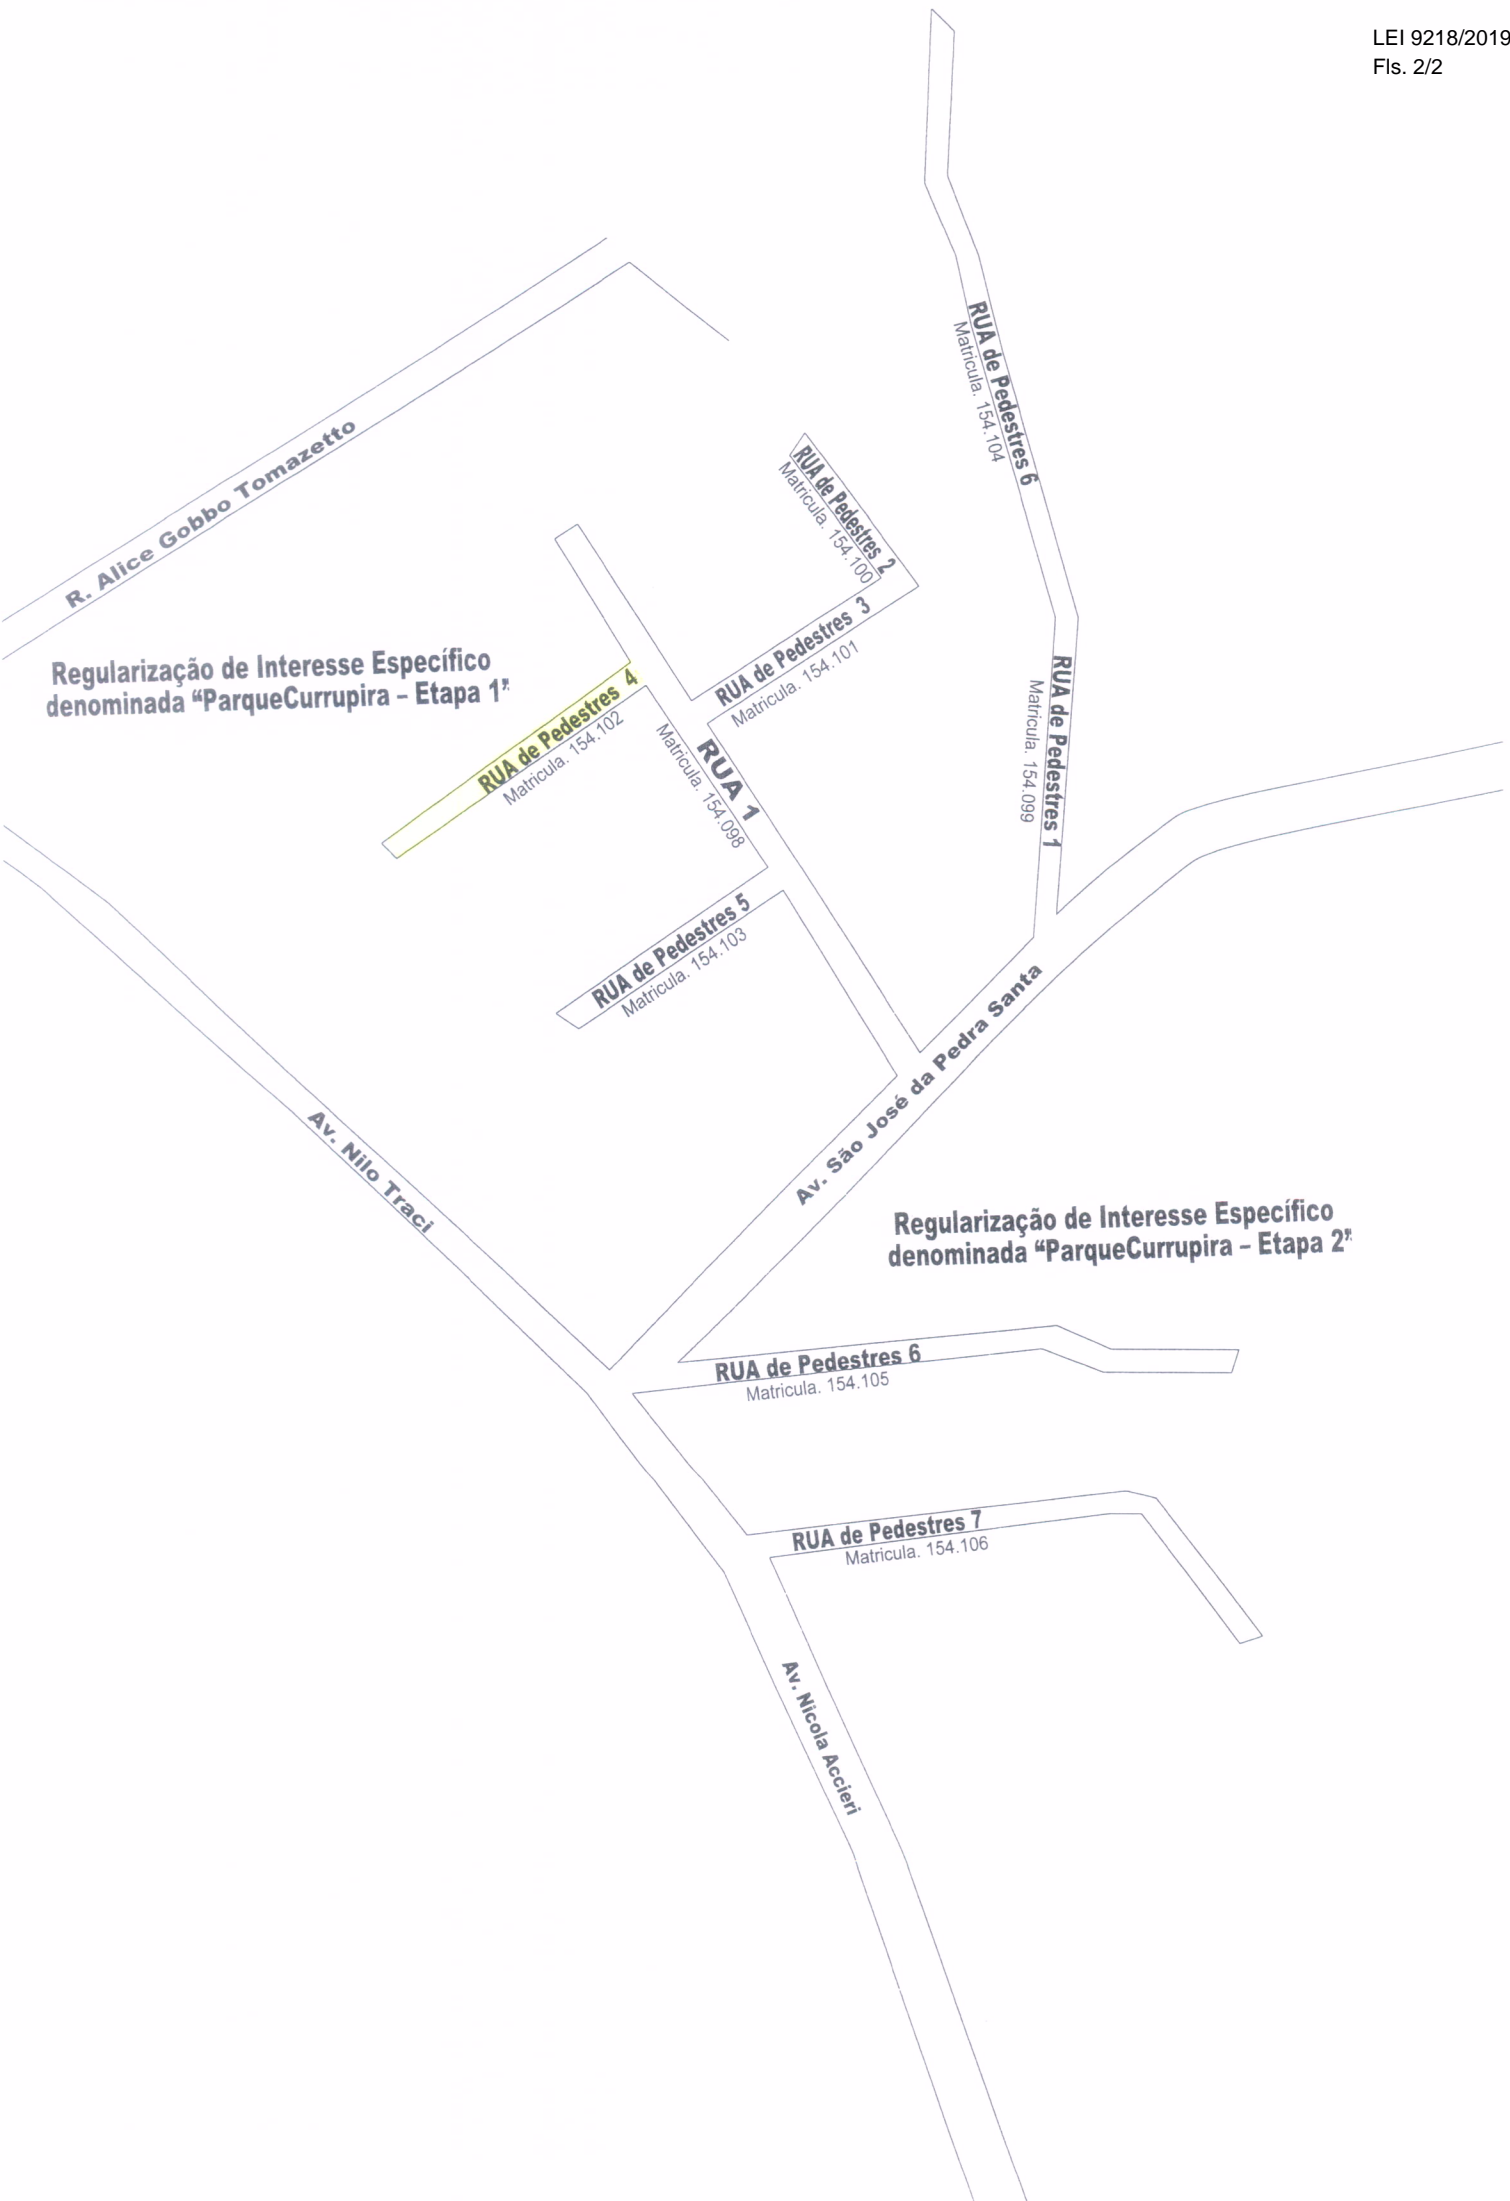 LEI 9218/2019
Fls. 2/2
RUA de Pedestres 6
Matricula. 154.104
R. Alice Gobbo Tomazetto
RUA de Pedestres 2
Matricula. 154.100
RUA de Pedestres 3
Matricula. 154.101
Regularização de Interesse Específico
denominada “ParqueCurrupira – Etapa 1”.
RUA de Pedestres 4
Matricula. 154.102
RUA 1
Matricula. 154.098
RUA de Pedestres 1
Matricula. 154.099
RUA de Pedestres 5
Matricula. 154.103
Av. São José da Pedra Santa
Av. Nilo Traci
Regularização de Interesse Específico
denominada “ParqueCurrupira – Etapa 2”.
RUA de Pedestres 6
Matricula. 154.105
RUA de Pedestres 7
Matricula. 154.106
Av. Nicola Accieri